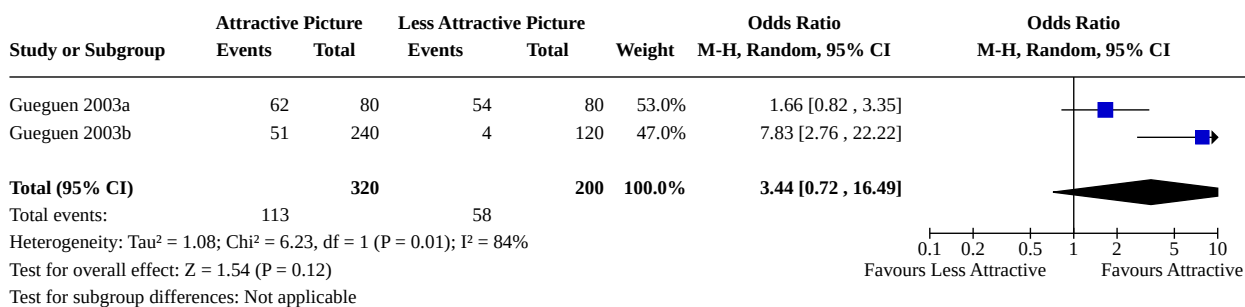 Attractive Picture Less Attractive Picture Odds Ratio Odds Ratio
Study or Subgroup Events Total Events Total Weight M-H, Random, 95% CI M-H, Random, 95% CI
Gueguen 2003a 62 80 54 80 53.0% 1.66 [0.82 , 3.35]
Gueguen 2003b 51 240 4 120 47.0% 7.83 [2.76 , 22.22]
Total (95% CI) 320 200 100.0% 3.44 [0.72 , 16.49]
Total events: 113 58
Heterogeneity: Tau² = 1.08; Chi² = 6.23, df = 1 (P = 0.01); I² = 84%
0.1 0.2 0.5 1 2 5 10
Test for overall effect: Z = 1.54 (P = 0.12) Favours Less Attractive Favours Attractive
Test for subgroup differences: Not applicable